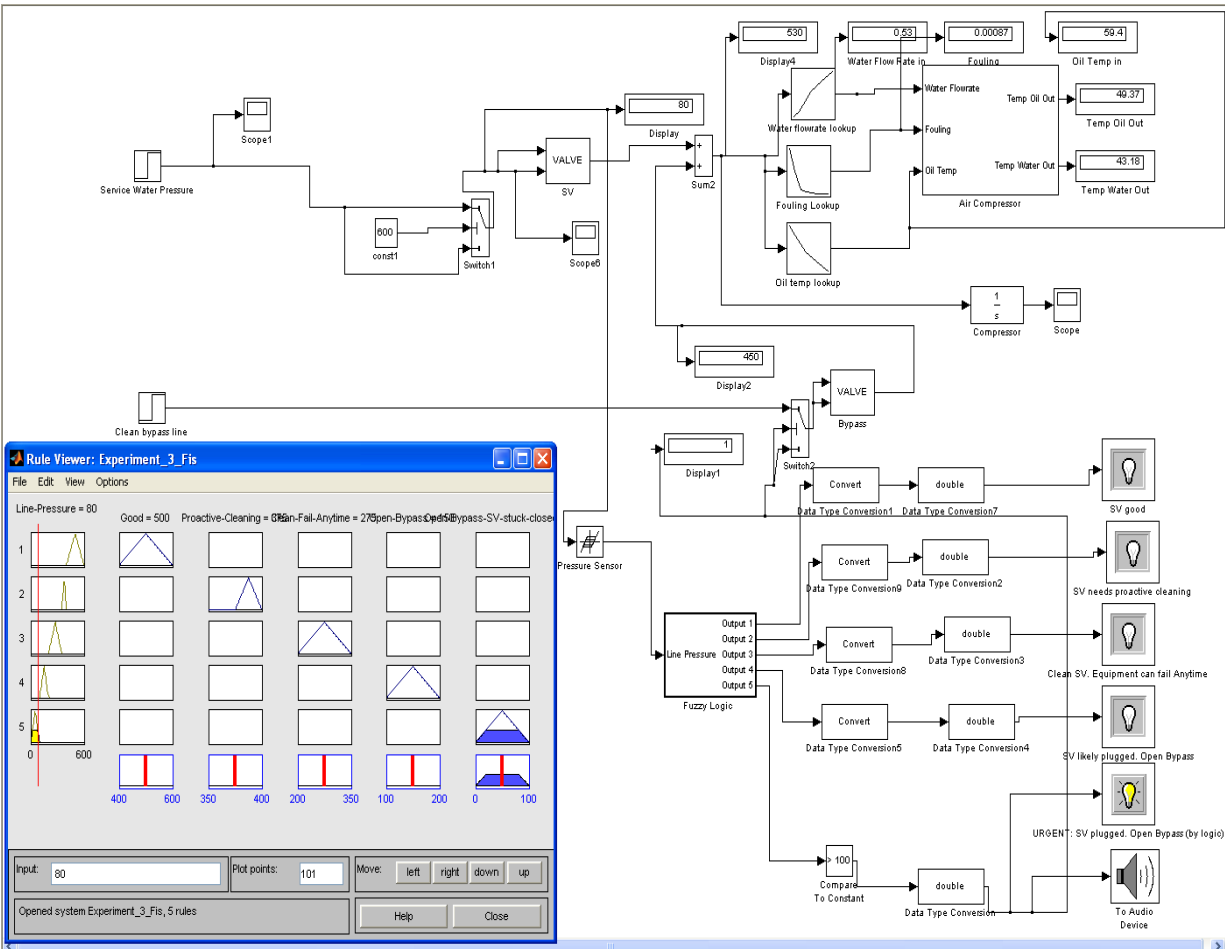 530
0.53
0.00087
59.4
Display4
Water Flow Rate in
Fouling
Oil Temp in
Water Flowrate
Temp Oil Out
49.37
Temp Oil Out
80
Display
Scope1
Water flowrate lookup
Fouling
VALVE
SV
Sum2
Service Water Pressure
Temp Water Out
43.18
Temp Water Out
Oil Temp
Fouling Lookup
Air Compressor
600
const1
Switch1
Scope6
Oil temp lookup
1
s
Compressor
Scope
450
Display2
VALVE
Bypass
Clean bypass line
1
Display1
Switch2
Convert
Data Type Conversion1
double
Data Type Conversion7
SV good
Pressure Sensor
Convert
Data Type Conversion9
double
Data Type Conversion2
SV needs proactive cleaning
Line Pressure
Output 1
Output 2
Output 3
Output 4
Output 5
Fuzzy Logic
Convert
Data Type Conversion8
double
Data Type Conversion3
Clean SV. Equipment can fail Anytime
Convert
Data Type Conversion5
double
Data Type Conversion4
SV likely plugged. Open Bypass
URGENT: SV plugged. Open Bypass (by logic)
> 100
Compare
To Constant
double
Data Type Conversion
To Audio
Device
Rule Viewer: Experiment_3_Fis
File Edit View Options
Line-Pressure = 80
Good = 500
Proactive-Cleaning =
-Fail-Anytime = 275
-Bypass-SV-stuck-closed
1
2
3
4
5
0 600
400 600 350 400 200 350 100 200 0 100
Input: 80 Plot points: 101 Move: left right down up
Opened system Experiment_3_Fis, 5 rules
Help Close